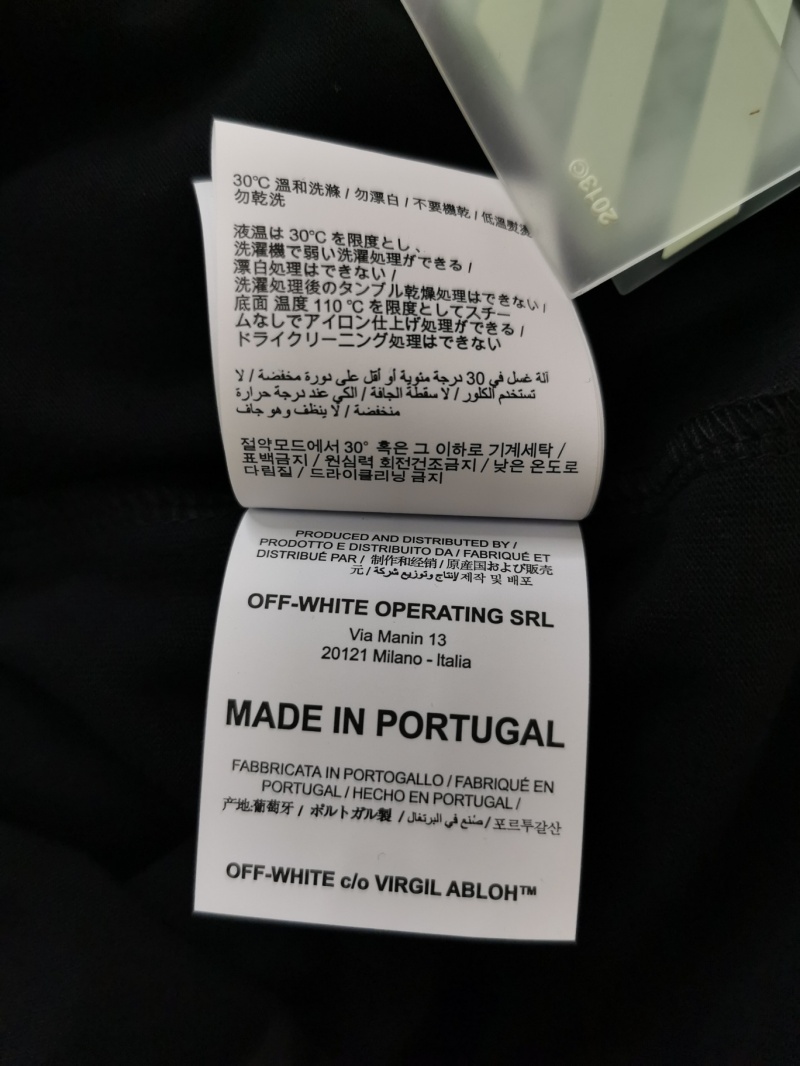 2013©
30℃ 溫和洗滌 / 勿漂白 / 不要機乾 / 低溫熨燙
勿乾洗
液温は 30℃ を限度とし、
洗濯機で弱い洗濯処理ができる /
漂白処理はできない /
洗濯処理後のタンブル乾燥処理はできない /
底面 温度 110 ℃ を限度としてスチー
ムなしでアイロン仕上げ処理ができる /
ドライクリーニング処理はできない
آلة غسل في 30 درجة مئوية أو أقل على دورة مخفضة / لا
تستخدم الكلور / لا سقطة الجافة / الكي عند درجة حرارة
منخفضة / لا ينظف وهو جاف
절약모드에서 30° 혹은 그 이하로 기계세탁 /
표백금지 / 원심력 회전건조금지 / 낮은 온도로
다림질 / 드라이클리닝 금지
PRODUCED AND DISTRIBUTED BY /
PRODOTTO E DISTRIBUITO DA / FABRIQUÉ ET
DISTRIBUÉ PAR / 制作和经销 / 原産国および販売
元 / إنتاج وتوزيع شركة / 제작 및 배포
OFF-WHITE OPERATING SRL
Via Manin 13
20121 Milano - Italia
MADE IN PORTUGAL
FABBRICATA IN PORTOGALLO / FABRIQUÉ EN
PORTUGAL / HECHO EN PORTUGAL /
产地:葡萄牙 / ポルトガル製 / صنع في البرتغال / 포르투갈산
OFF-WHITE c/o VIRGIL ABLOH™